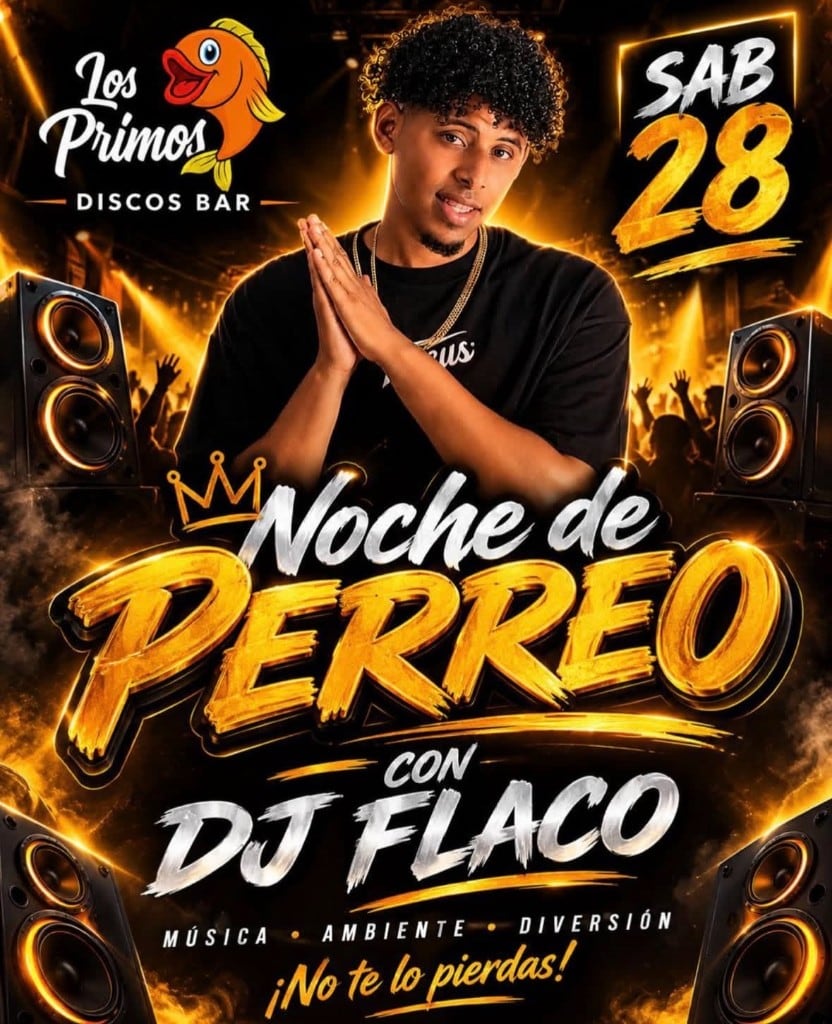 Los
Primos
DISCOS BAR
SAB
28
Noche de
PERREO
CON
DJ FLACO
MÚSICA • AMBIENTE • DIVERSIÓN
¡No te lo pierdas!